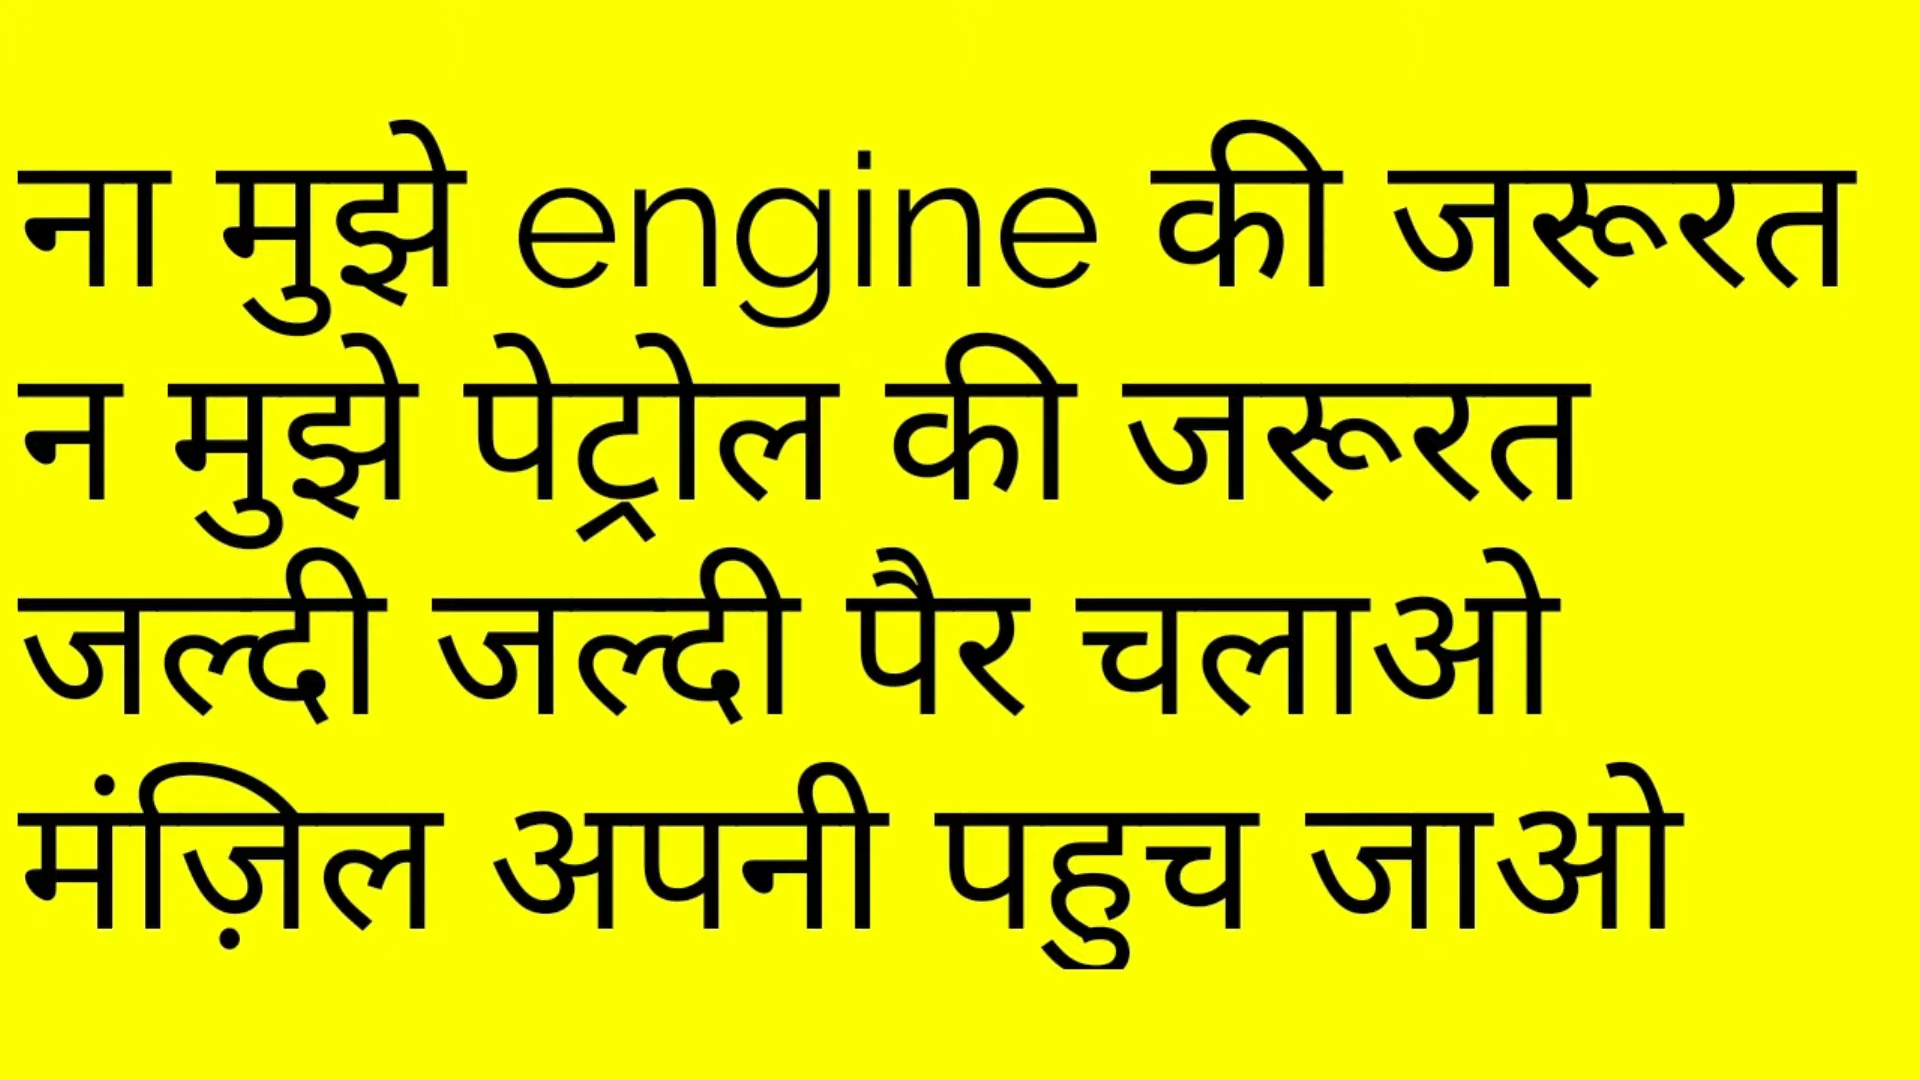 ना मुझे engine की जरूरत
न मुझे पेट्रोल की जरूरत
जल्दी जल्दी पैर चलाओ
मंज़िल अपनी पहुच जाओ